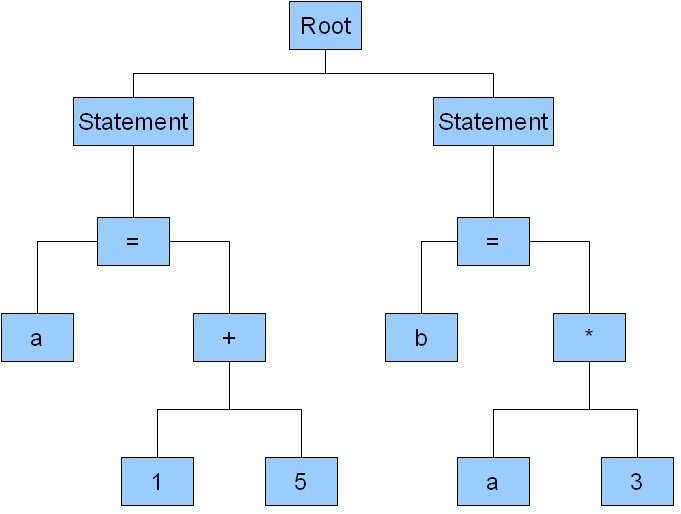 Root
Statement Statement
= =
a + b *
1 5 a 3